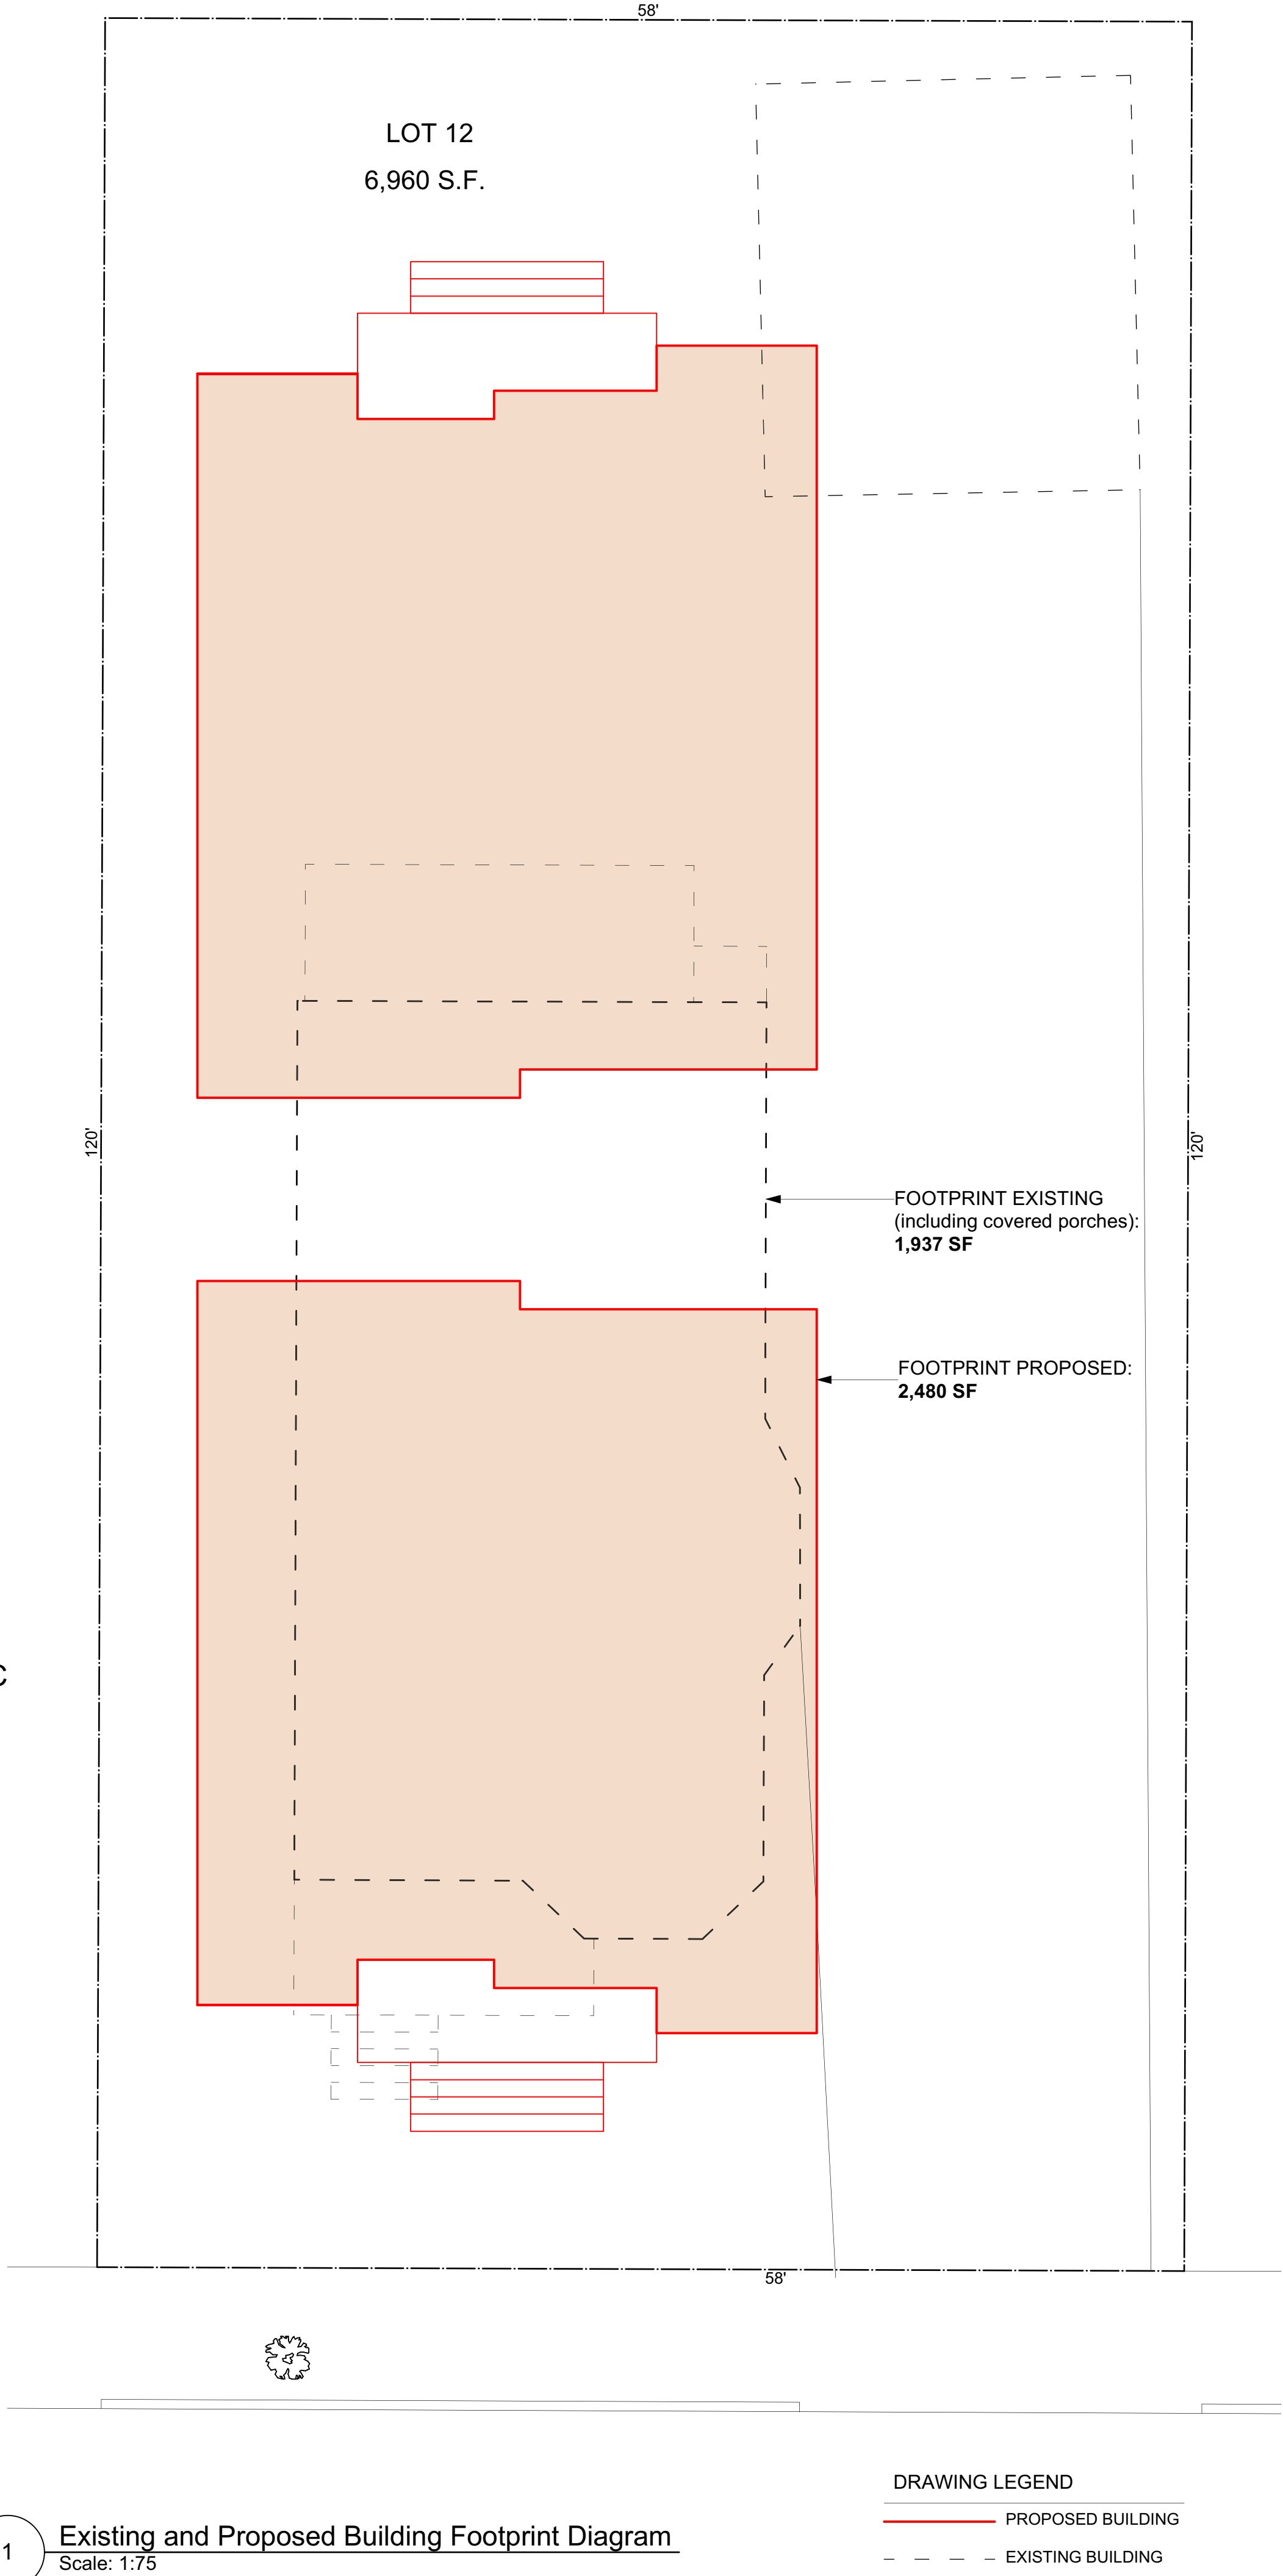 58'
LOT 12
6,960 S.F.
120'
120'
FOOTPRINT EXISTING
(including covered porches):
1,937 SF
FOOTPRINT PROPOSED:
2,480 SF
C
58'
DRAWING LEGEND
PROPOSED BUILDING
EXISTING BUILDING
1
Existing and Proposed Building Footprint Diagram
Scale: 1:75